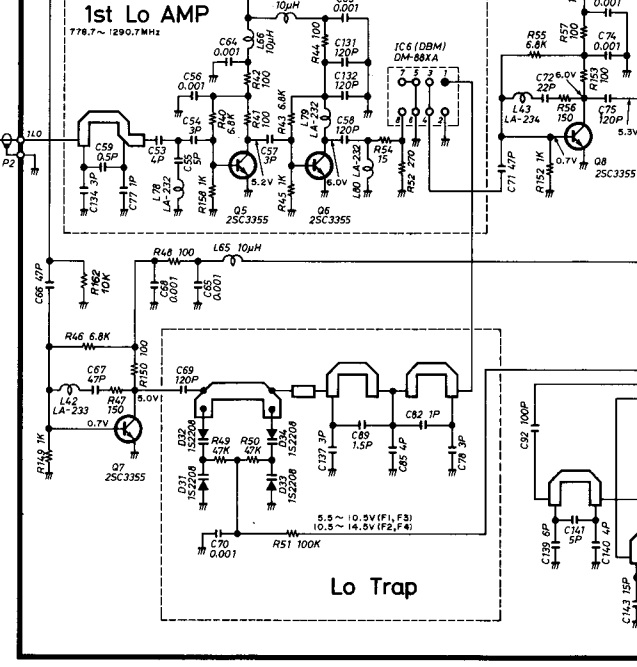 1st Lo AMP
778.7~1290.7MHz
10μH
0.001
L66
10μH
C64
0.001
R42
100
R44 100
C131
120P
C132
120P
IC6 (DBM)
DM-88XA
7 5 3 1
8 6 4 2
C56
0.001
R40
6.8K
R41
100
R43 6.8K
L79
LA-232
C58
120P
1LO
P2
C59
0.5P
C53
4P
C54
3P
C55
5P
C57
3P
C134 3P
C77 1P
L78
LA-232
R158 1K
5.2V
Q5
2SC3355
R45 1K
6.0V
Q6
2SC3355
L80 LA-232
R54
15
R52 270
R55
6.8K
R57
100
0.001
C74
0.001
R153
100
C72
22P
6.0V
L43
LA-234
R56
150
C75
120P
5.3V
0.7V
Q8
2SC3355
C71 47P
R152 1K
C66 47P
R162
10K
R48 100
L65 10μH
C68
0.001
C65
0.001
R46 6.8K
R150 100
C67
47P
L42
LA-233
R47
150
5.0V
0.7V
R149 1K
Q7
2SC3355
C69
120P
D32
1S2208
R49
47K
R50
47K
D34
1S2208
D31
1S2208
D33
1S2208
C70
0.001
R51 100K
5.5~10.5V(F1, F3)
10.5~14.5V(F2, F4)
C137 3P
C89
1.5P
C85 4P
C82 1P
C78 3P
C92 100P
C139 6P
C141
5P
C140 4P
C143 15P
Lo Trap